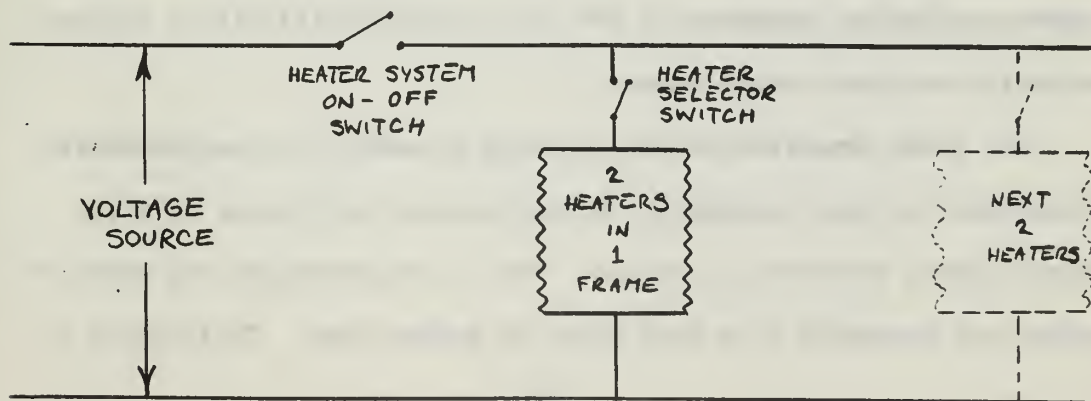 HEATER SYSTEM
ON-OFF
SWITCH
HEATER
SELECTOR
SWITCH
VOLTAGE
SOURCE
2
HEATERS
IN
1
FRAME
NEXT
2
HEATERS